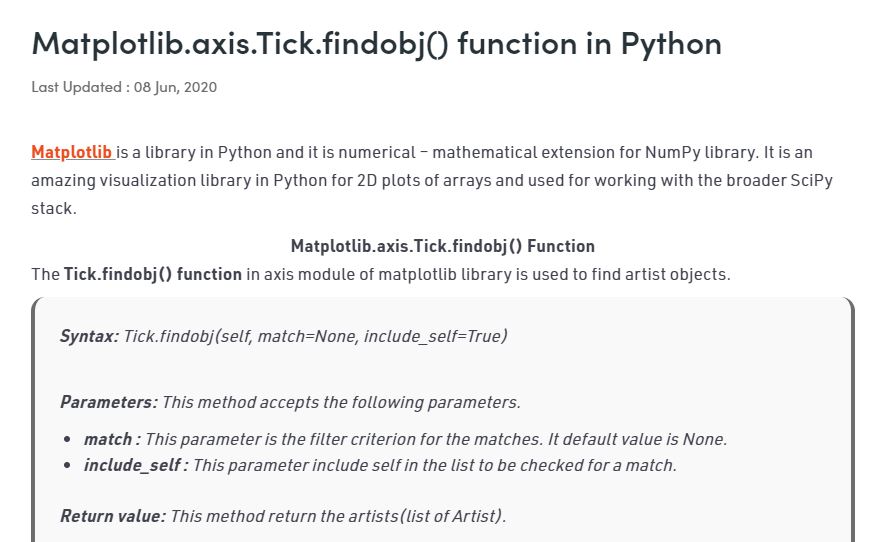 Matplotlib.axis.Tick.findobj() function in Python
Last Updated : 08 Jun, 2020
Matplotlib is a library in Python and it is numerical – mathematical extension for NumPy library. It is an
amazing visualization library in Python for 2D plots of arrays and used for working with the broader SciPy
stack.
Matplotlib.axis.Tick.findobj() Function
The Tick.findobj() function in axis module of matplotlib library is used to find artist objects.
Syntax: Tick.findobj(self, match=None, include_self=True)
Parameters: This method accepts the following parameters.
• match : This parameter is the filter criterion for the matches. It default value is None.
• include_self : This parameter include self in the list to be checked for a match.
Return value: This method return the artists(list of Artist).